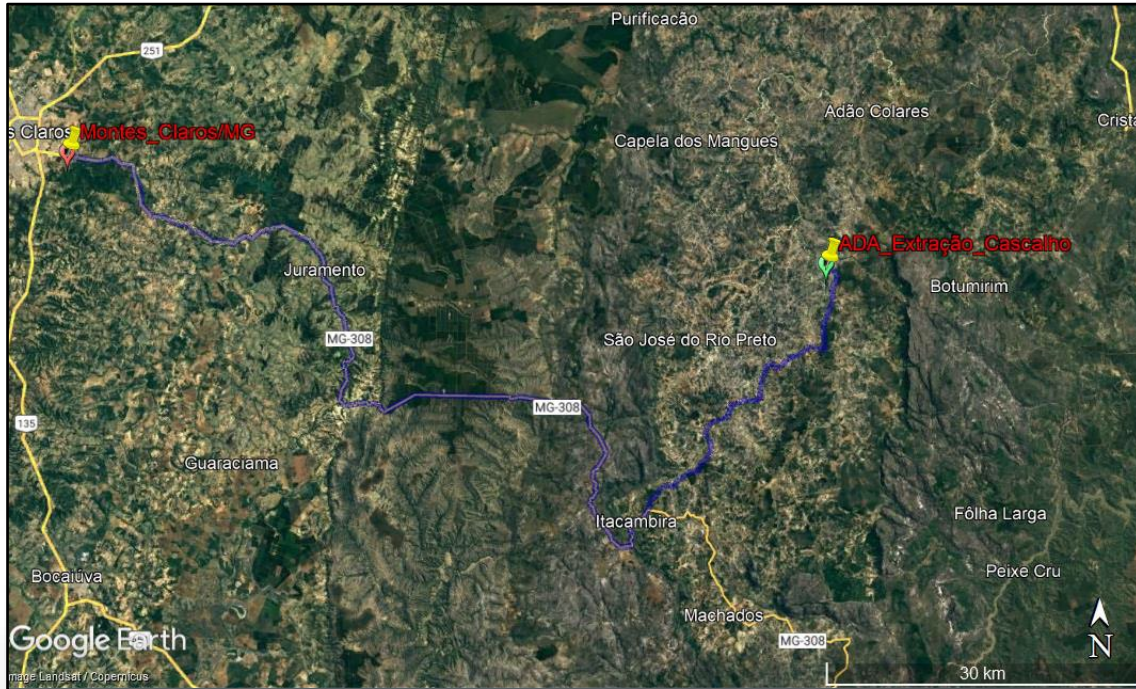 Purificação
251
Adão Colares
s Claros
Montes_Claros/MG
Capela dos Mangues
Crista
ADA_Extração_Cascalho
Juramento
Botumirim
MG-308
São José do Rio Preto
MG-308
135
Guaraciama
Itacambira
Fôlha Larga
Bocaiúva
Peixe Cru
Machados
MG-308
Google Earth
N
30 km
mage Landsat / Copernicus